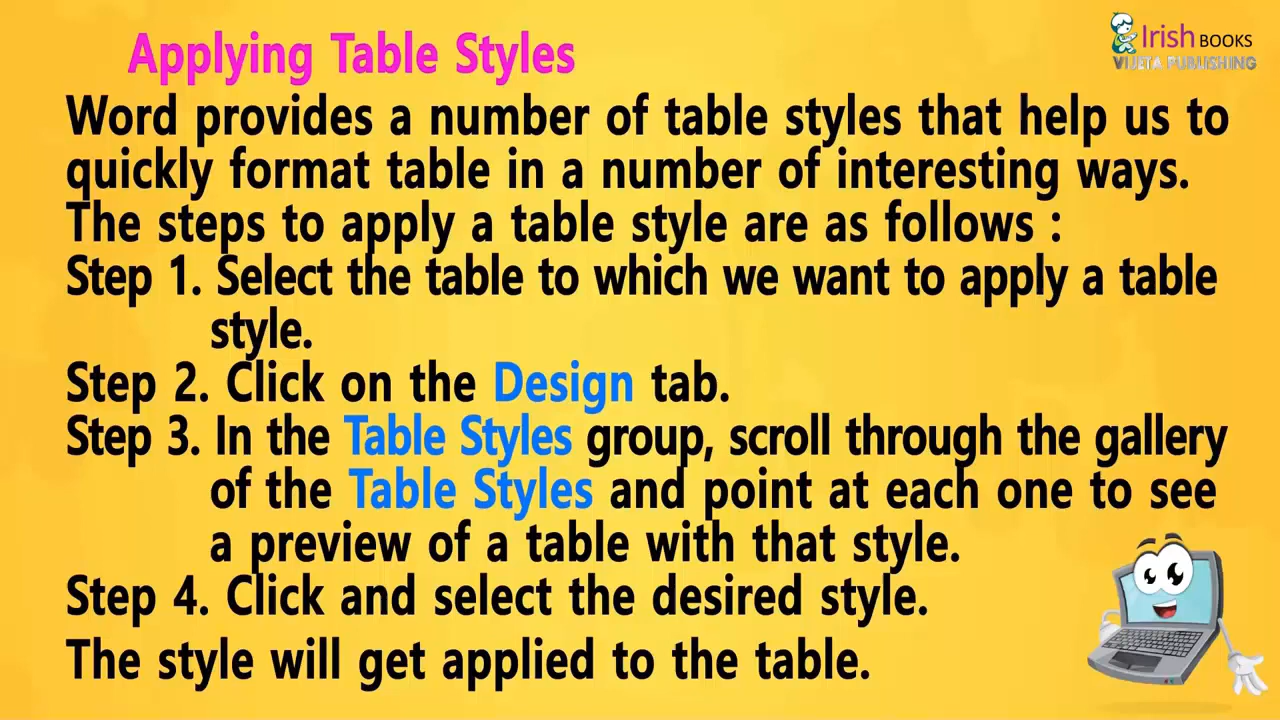 Applying Table Styles
Irish BOOKS
VIJETA PUBLISHING
Word provides a number of table styles that help us to
quickly format table in a number of interesting ways.
The steps to apply a table style are as follows :
Step 1. Select the table to which we want to apply a table
style.
Step 2. Click on the Design tab.
Step 3. In the Table Styles group, scroll through the gallery
of the Table Styles and point at each one to see
a preview of a table with that style.
Step 4. Click and select the desired style.
The style will get applied to the table.